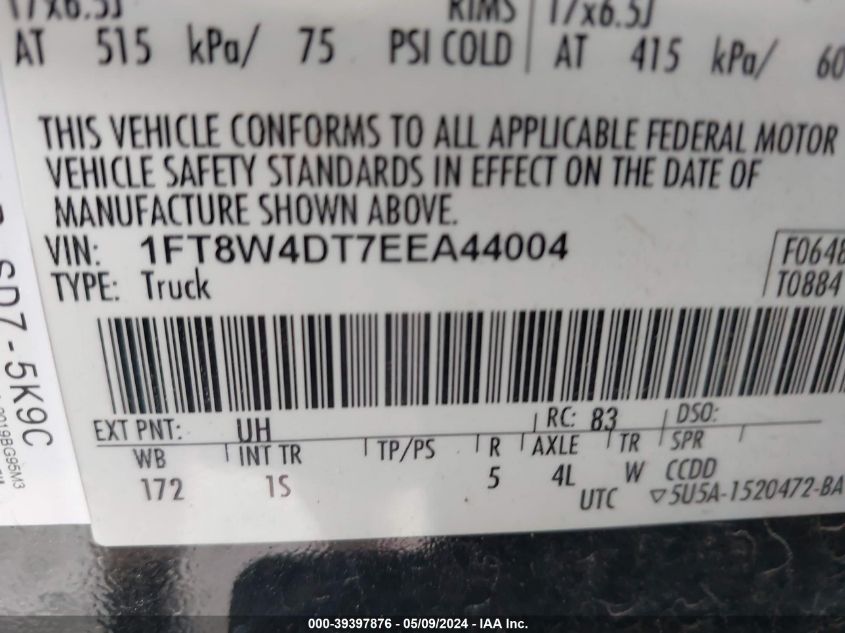 17x6.5J RIMS 17x6.5J
AT 515 kPa/ 75 PSI COLD AT 415 kPa/ 60
THIS VEHICLE CONFORMS TO ALL APPLICABLE FEDERAL MOTOR
VEHICLE SAFETY STANDARDS IN EFFECT ON THE DATE OF
MANUFACTURE SHOWN ABOVE.
VIN: 1FT8W4DT7EEA44004 F0648
TYPE: Truck T0884
EXT PNT: UH RC: 83 DSO:
WB INT TR TP/PS R AXLE TR SPR
172 1S 5 4L W CCDD
UTC ▽5U5A-1520472-BA
SD7-5K9C
2019BG95M3
000-39397876 - 05/09/2024 - IAA Inc.